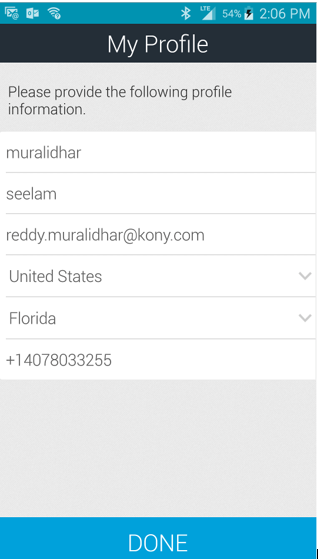 LTE 54% 2:06 PM
My Profile
Please provide the following profile
information.
muralidhar
seelam
reddy.muralidhar@kony.com
United States
Florida
+14078033255
DONE